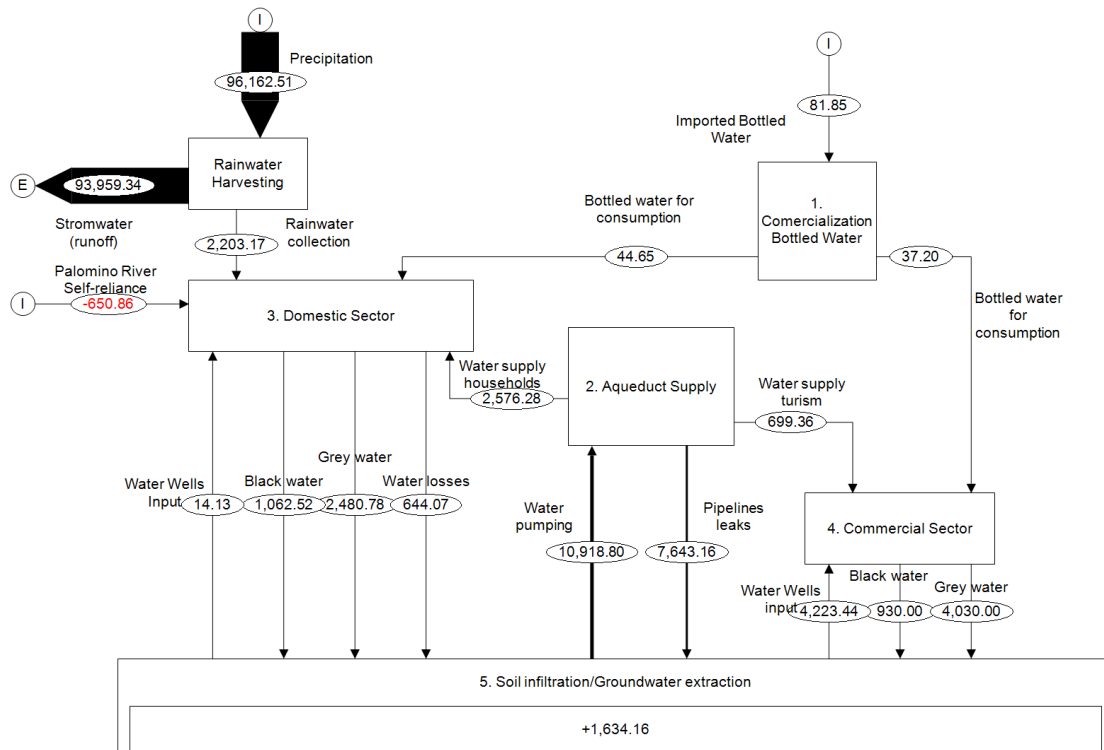 I
Precipitation
96,162.51
I
81.85
Imported Bottled
Water
Rainwater
Harvesting
E
93,959.34
Stromwater
(runoff)
2,203.17
Rainwater
collection
Bottled water for
consumption
44.65
1.
Comercialization
Bottled Water
37.20
Bottled water
for
consumption
Palomino River
Self-reliance
I
-650.86
3. Domestic Sector
Water supply
households
2,576.28
2. Aqueduct Supply
Water supply
turism
699.36
Water Wells
Input
14.13
Black water
1,062.52
Grey water
2,480.78
Water losses
644.07
Water
pumping
10,918.80
Pipelines
leaks
7,643.16
4. Commercial Sector
Water Wells
input
4,223.44
Black water
930.00
Grey water
4,030.00
5. Soil infiltration/Groundwater extraction
+1,634.16